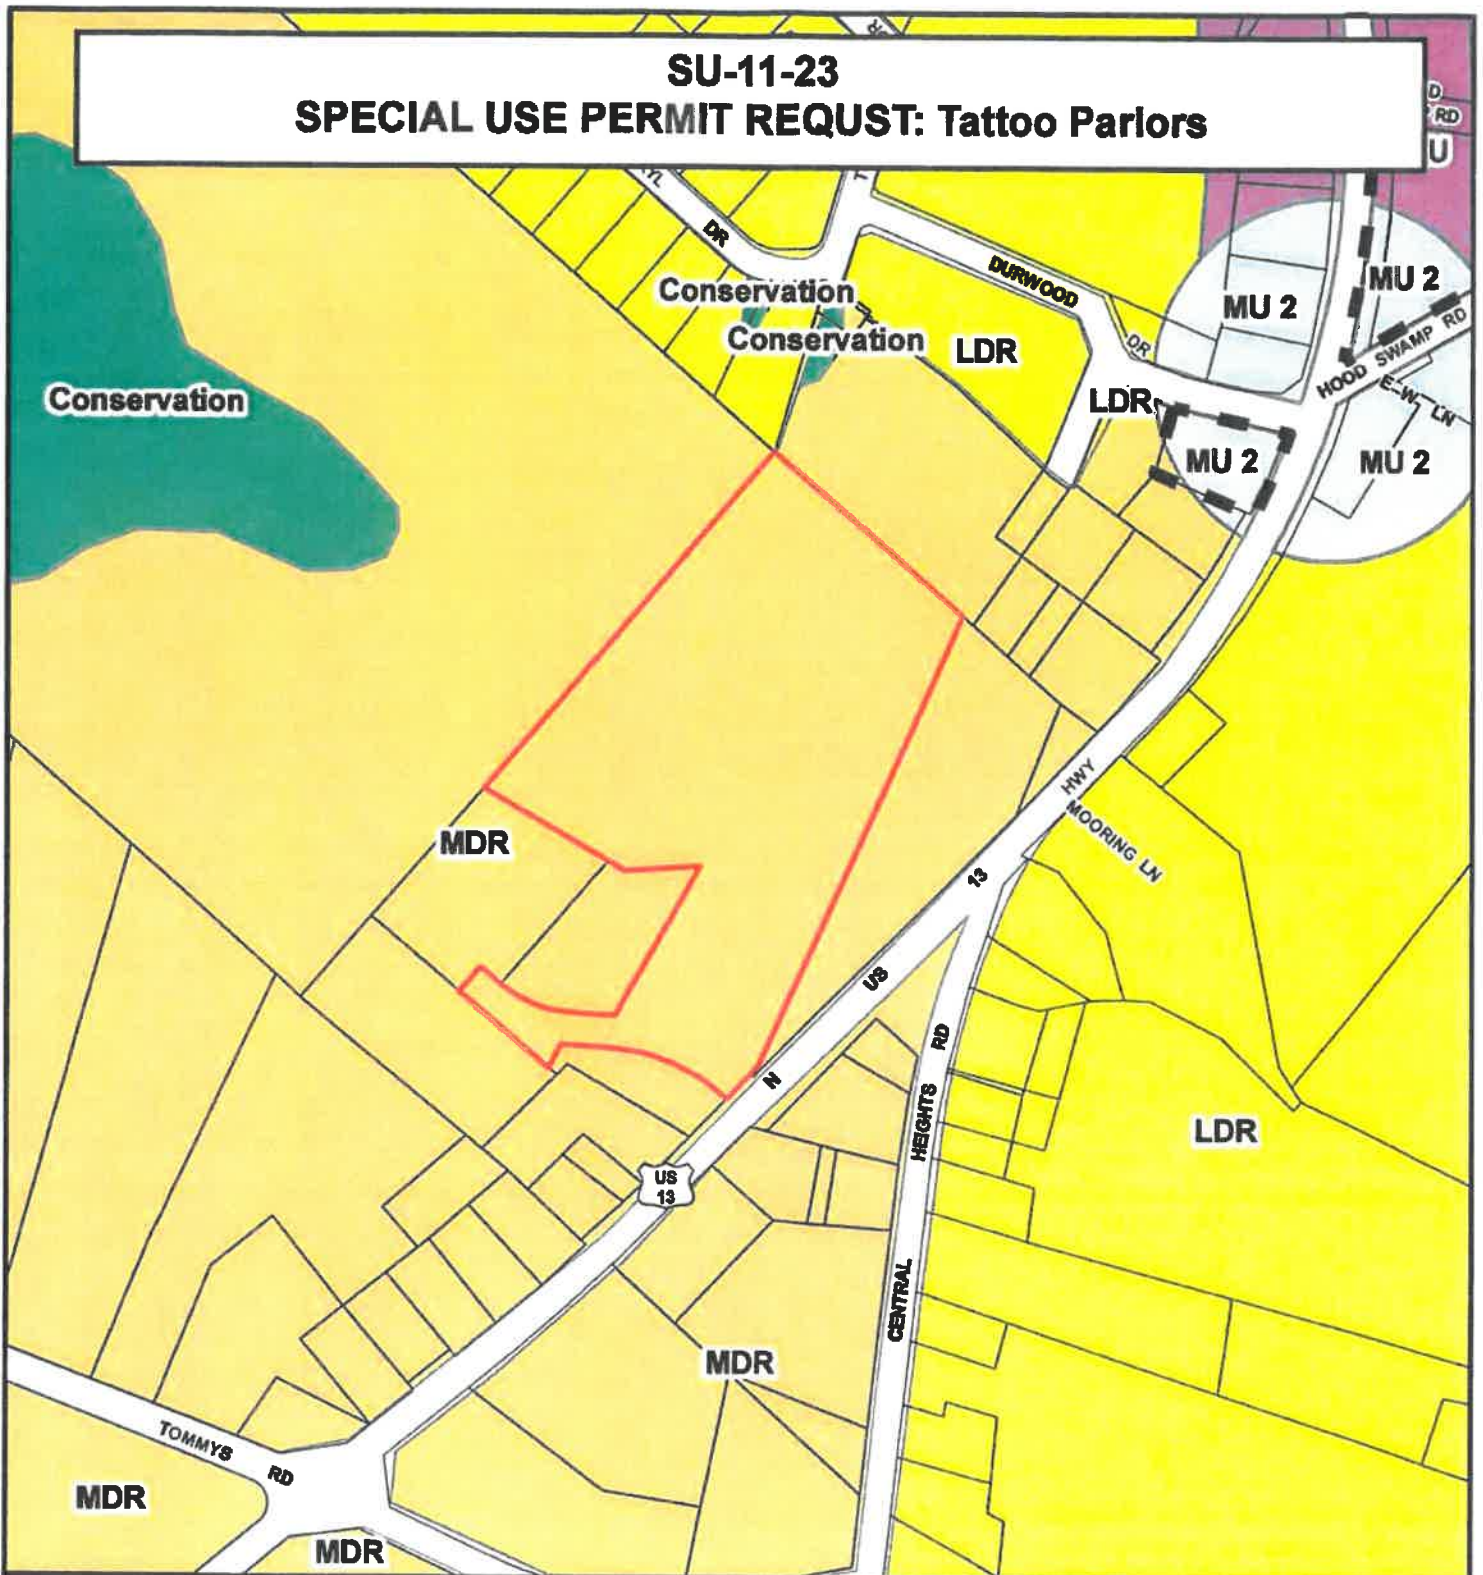 SU-11-23
SPECIAL USE PERMIT REQUST: Tattoo Parlors
D
RD
U
DR
DURWOOD
DR
Conservation
Conservation
LDR
LDR
MU 2
MU 2
HOOD SWAMP RD
E-W LN
MU 2
MU 2
Conservation
MDR
HWY
MOORING LN
13
US
N
RD
HEIGHTS
CENTRAL
LDR
US
13
MDR
TOMMYS RD
MDR
MDR